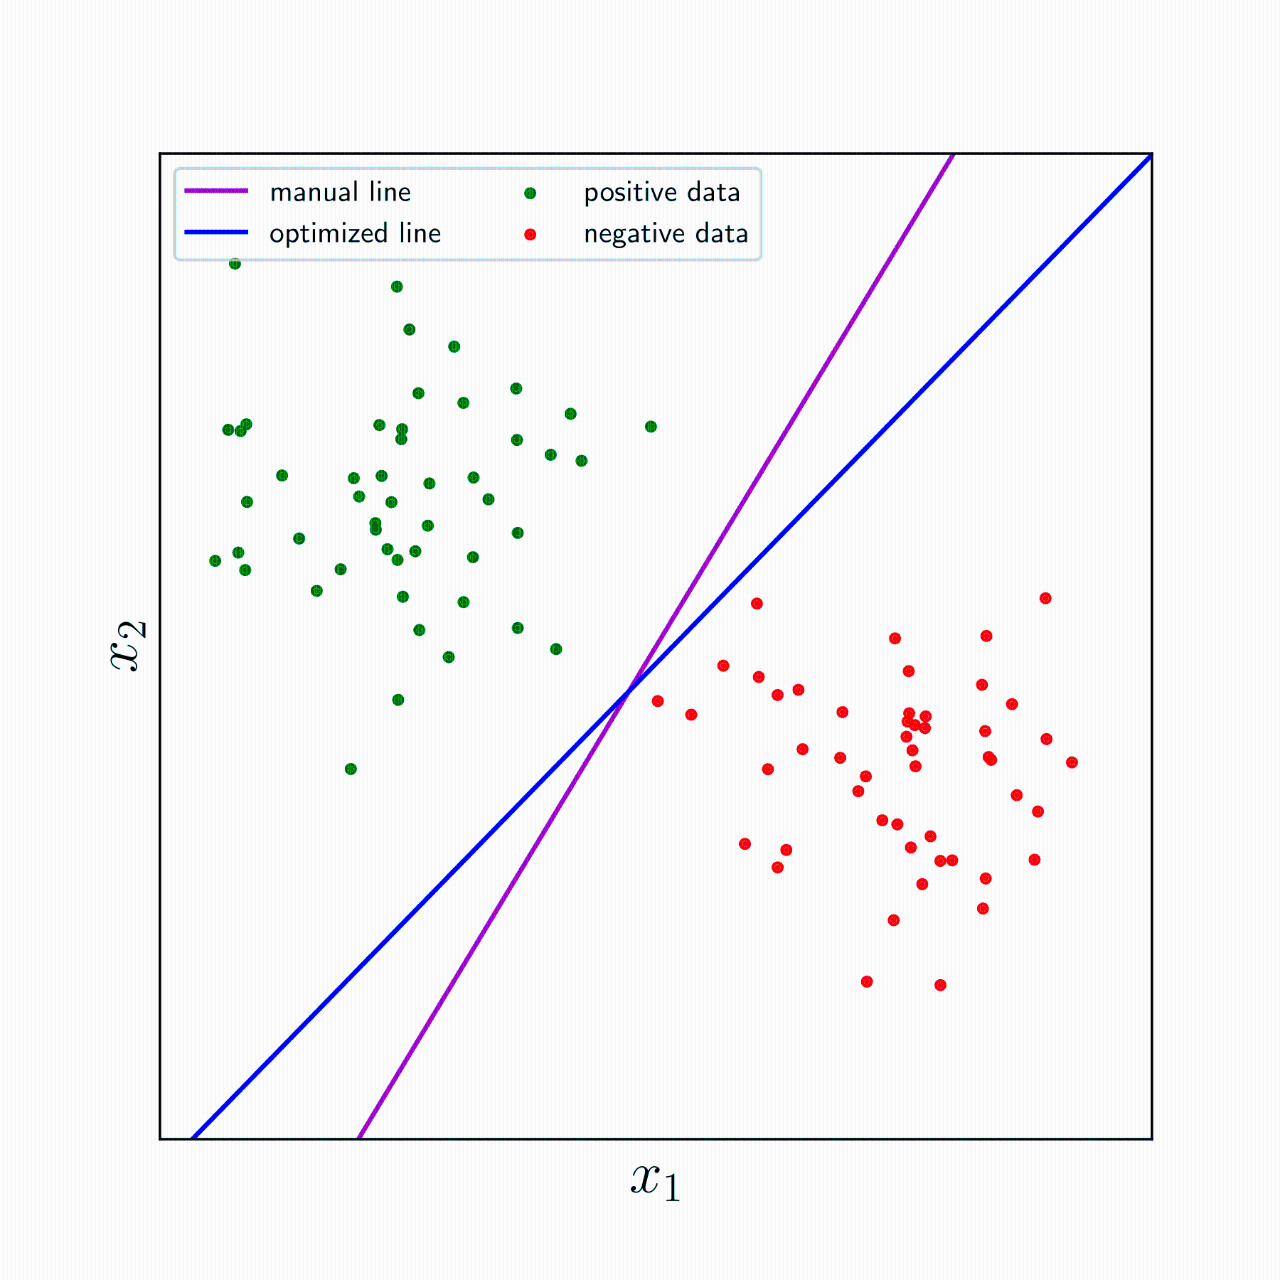 manual line
optimized line
positive data
negative data
x₂
x₁